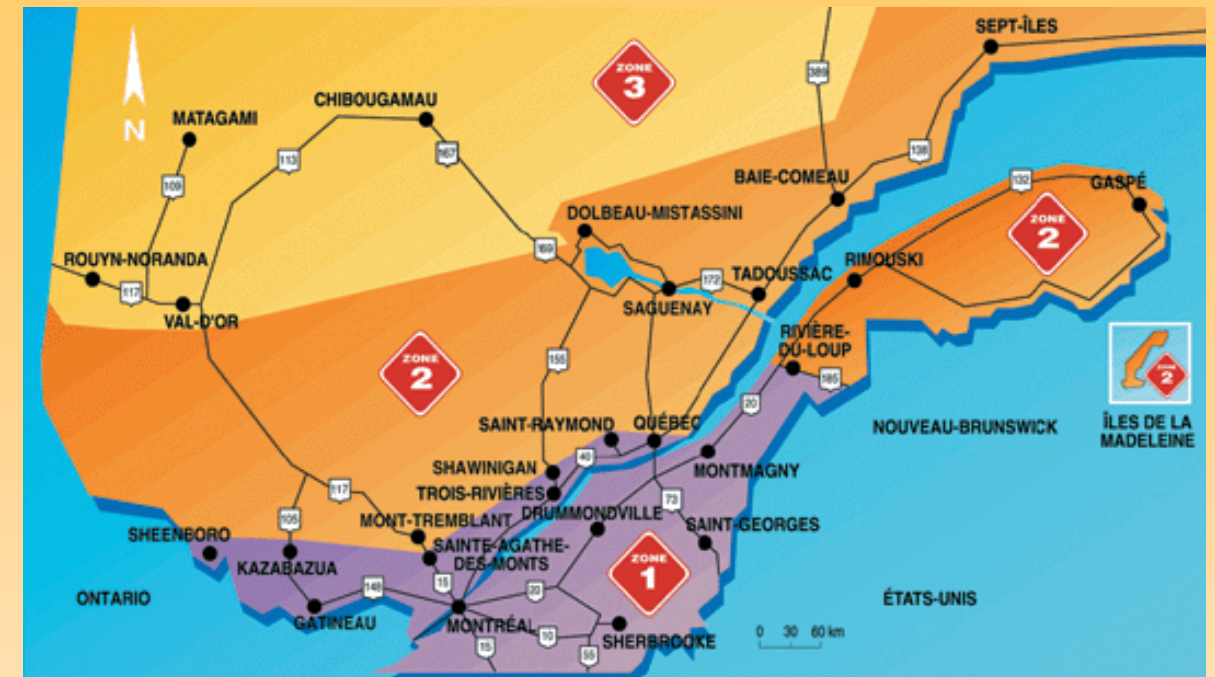 SEPT-ÎLES
ZONE
3
389
CHIBOUGAMAU
MATAGAMI
N
113
167
138
109
BAIE-COMEAU
132
GASPÉ
DOLBEAU-MISTASSINI
ZONE
2
169
ROUYN-NORANDA
RIMOUSKI
TADOUSSAC
172
117
SAGUENAY
VAL-D'OR
RIVIÈRE-
DU-LOUP
155
ZONE
2
185
ZONE
2
20
SAINT-RAYMOND
QUÉBEC
NOUVEAU-BRUNSWICK
ÎLES DE LA
MADELEINE
40
SHAWINIGAN
MONTMAGNY
117
TROIS-RIVIÈRES
73
DRUMMONDVILLE
105
MONT-TREMBLANT
SAINT-GEORGES
SHEENBORO
SAINTE-AGATHE-
DES-MONTS
KAZABAZUA
ZONE
1
15
148
20
ONTARIO
ÉTATS-UNIS
GATINEAU
MONTRÉAL
10
SHERBROOKE
0 30 60 km
15
55